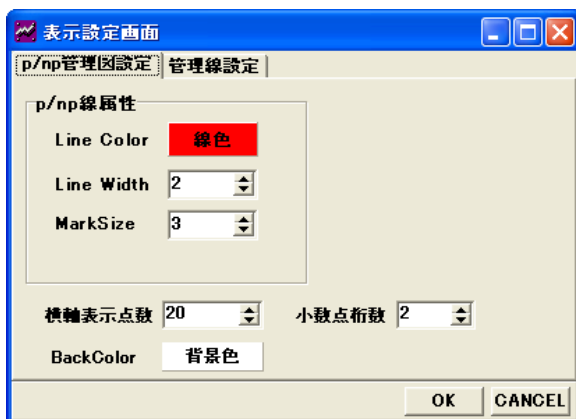 表示設定画面
p/np管理図設定 管理線設定
p/np線属性
Line Color 線色
Line Width 2
MarkSize 3
横軸表示点数 20 小数点桁数 2
BackColor 背景色
OK CANCEL